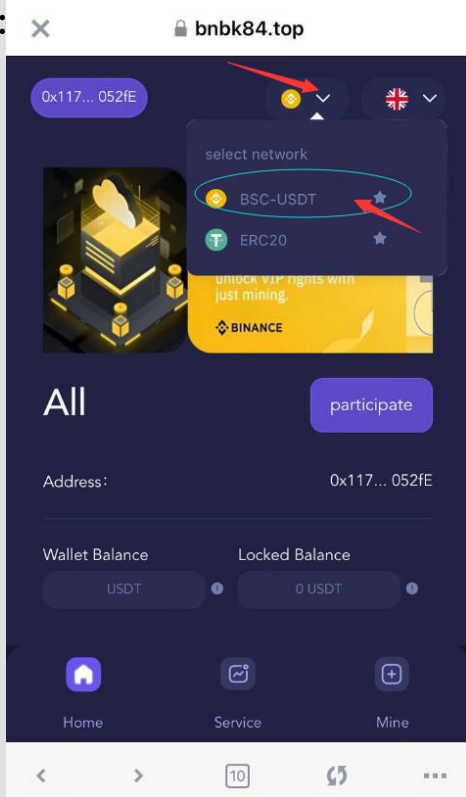 :
bnbk84.top
0x117... 052fE
select network
BSC-USDT
ERC20
unlock VIP rights with
just mining.
BINANCE
All
participate
Address:
0x117... 052fE
Wallet Balance
Locked Balance
USDT
0 USDT
Home
Service
Mine
10